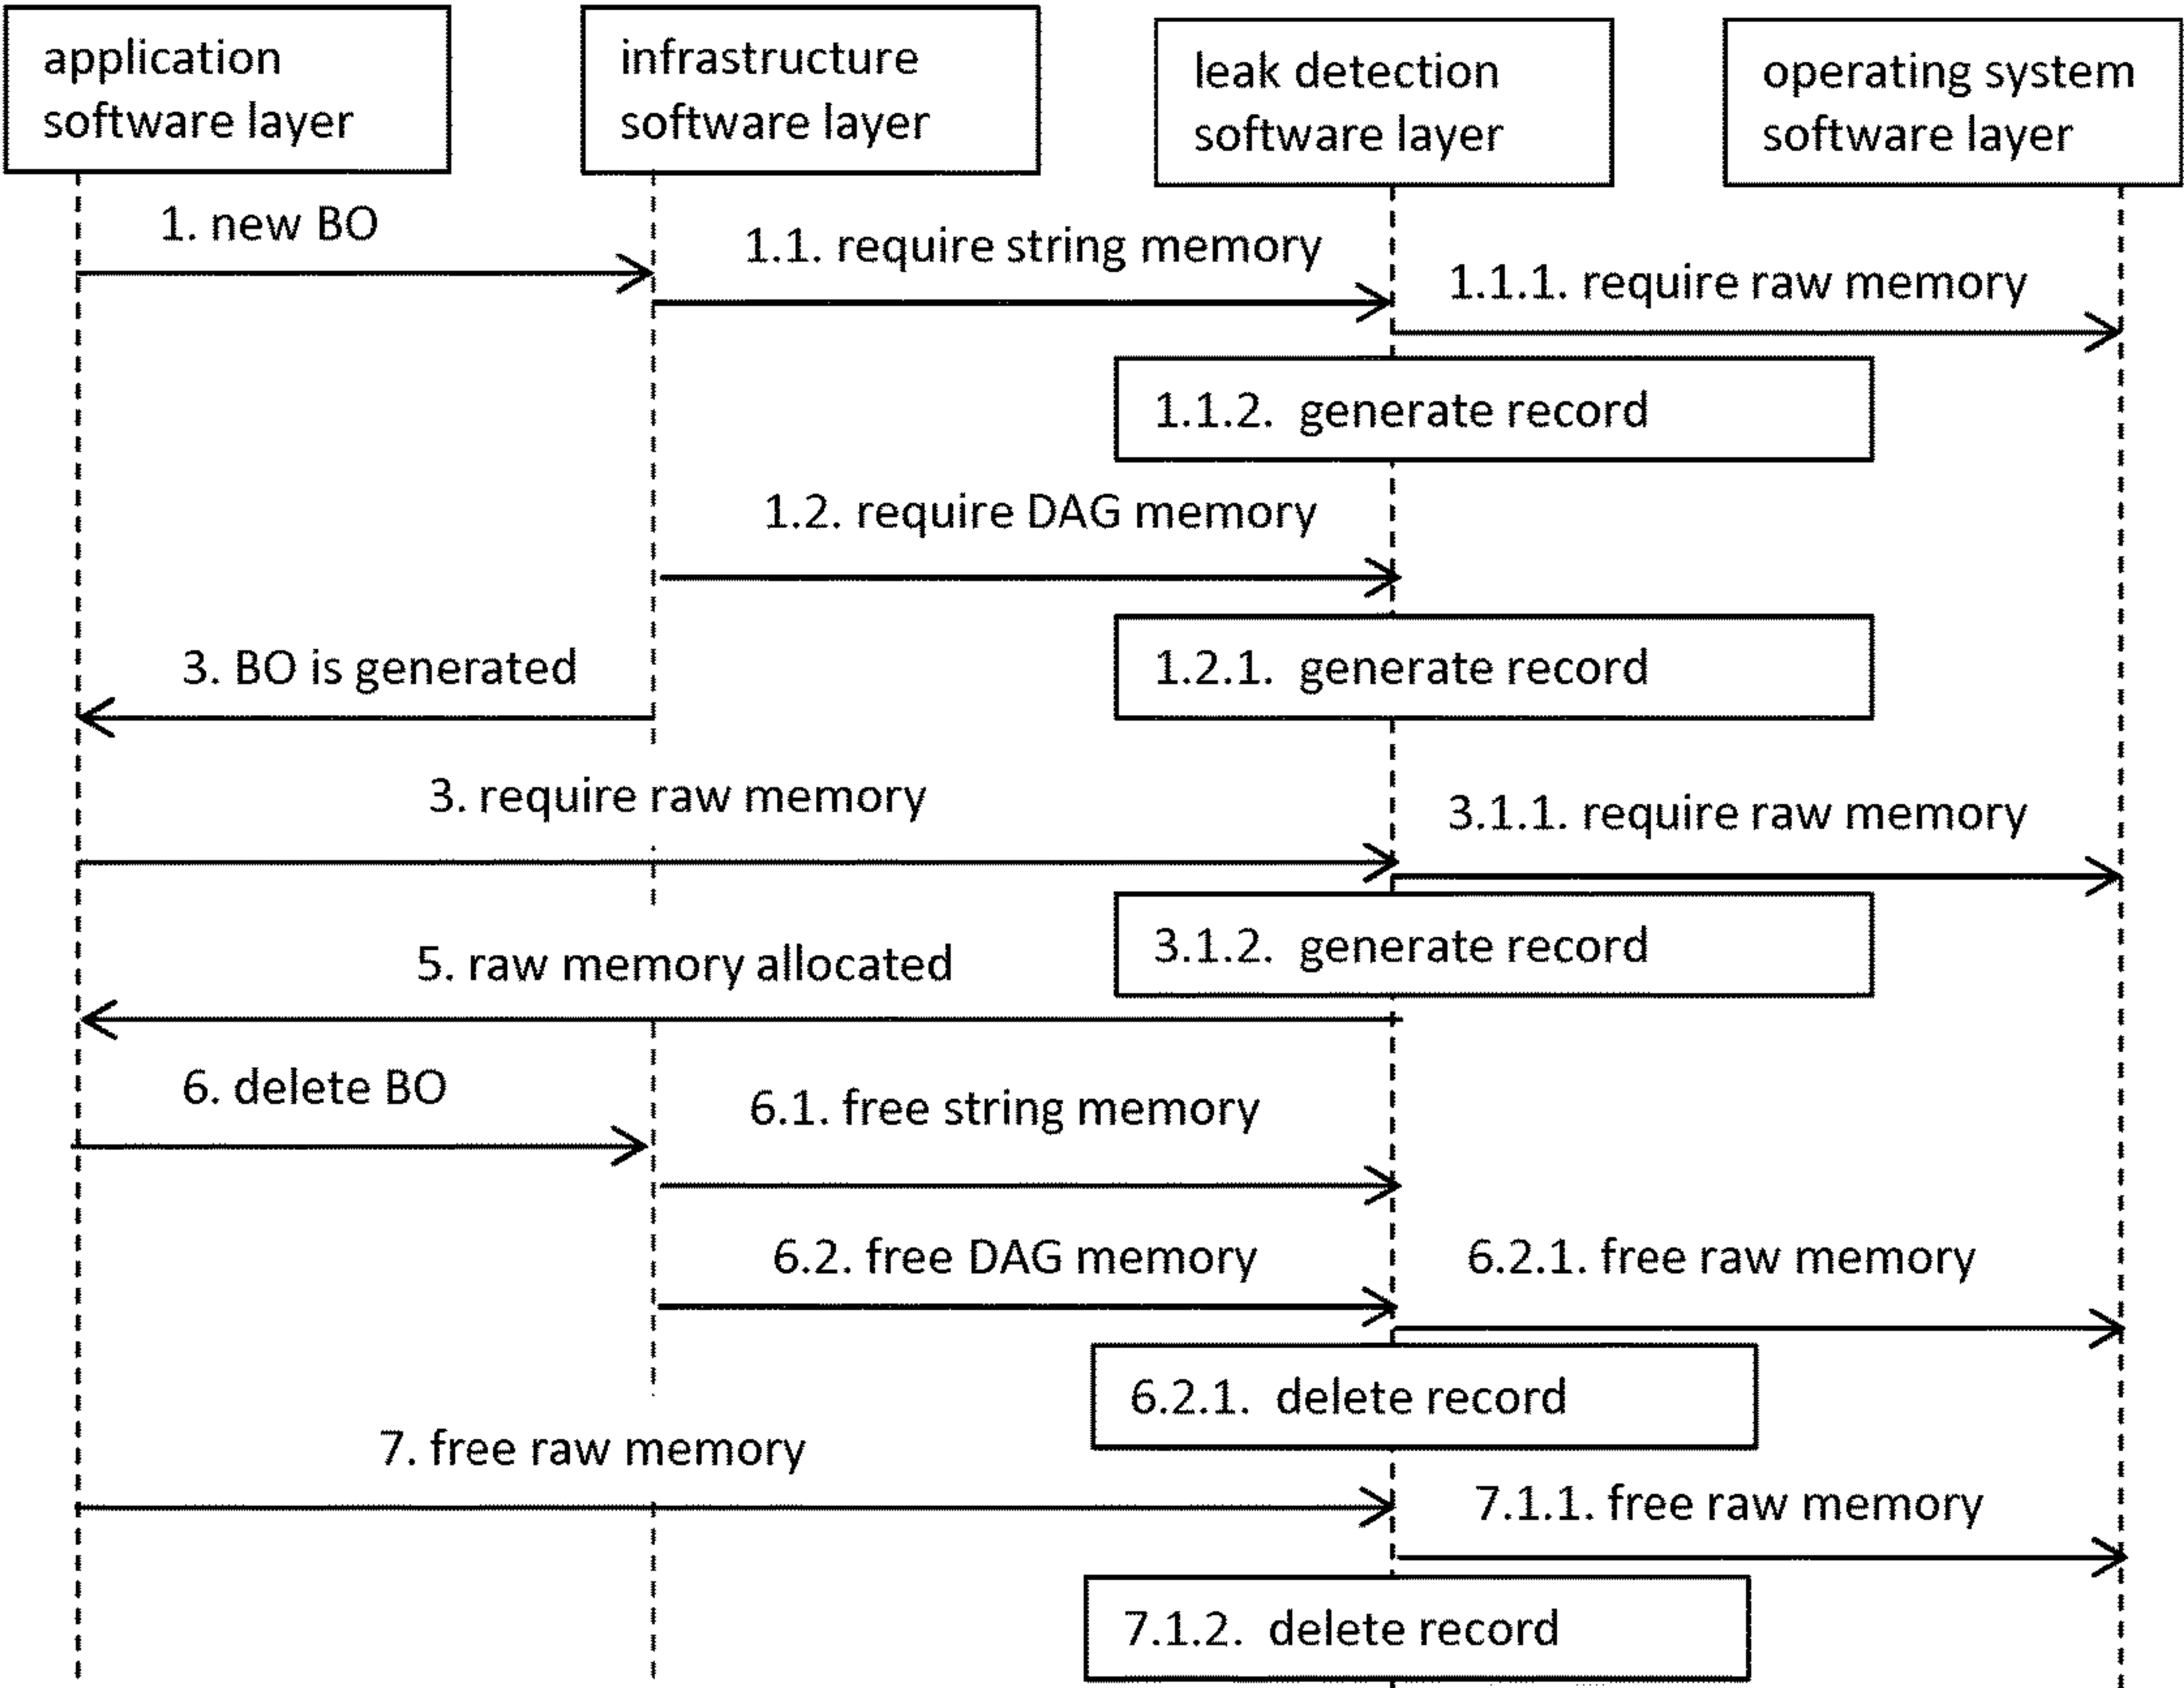 application
software layer
infrastructure
software layer
leak detection
software layer
operating system
software layer
1. new BO
1.1. require string memory
1.1.1. require raw memory
1.1.2. generate record
1.2. require DAG memory
1.2.1. generate record
3. BO is generated
3. require raw memory
3.1.1. require raw memory
3.1.2. generate record
5. raw memory allocated
6. delete BO
6.1. free string memory
6.2. free DAG memory
6.2.1. free raw memory
6.2.1. delete record
7. free raw memory
7.1.1. free raw memory
7.1.2. delete record